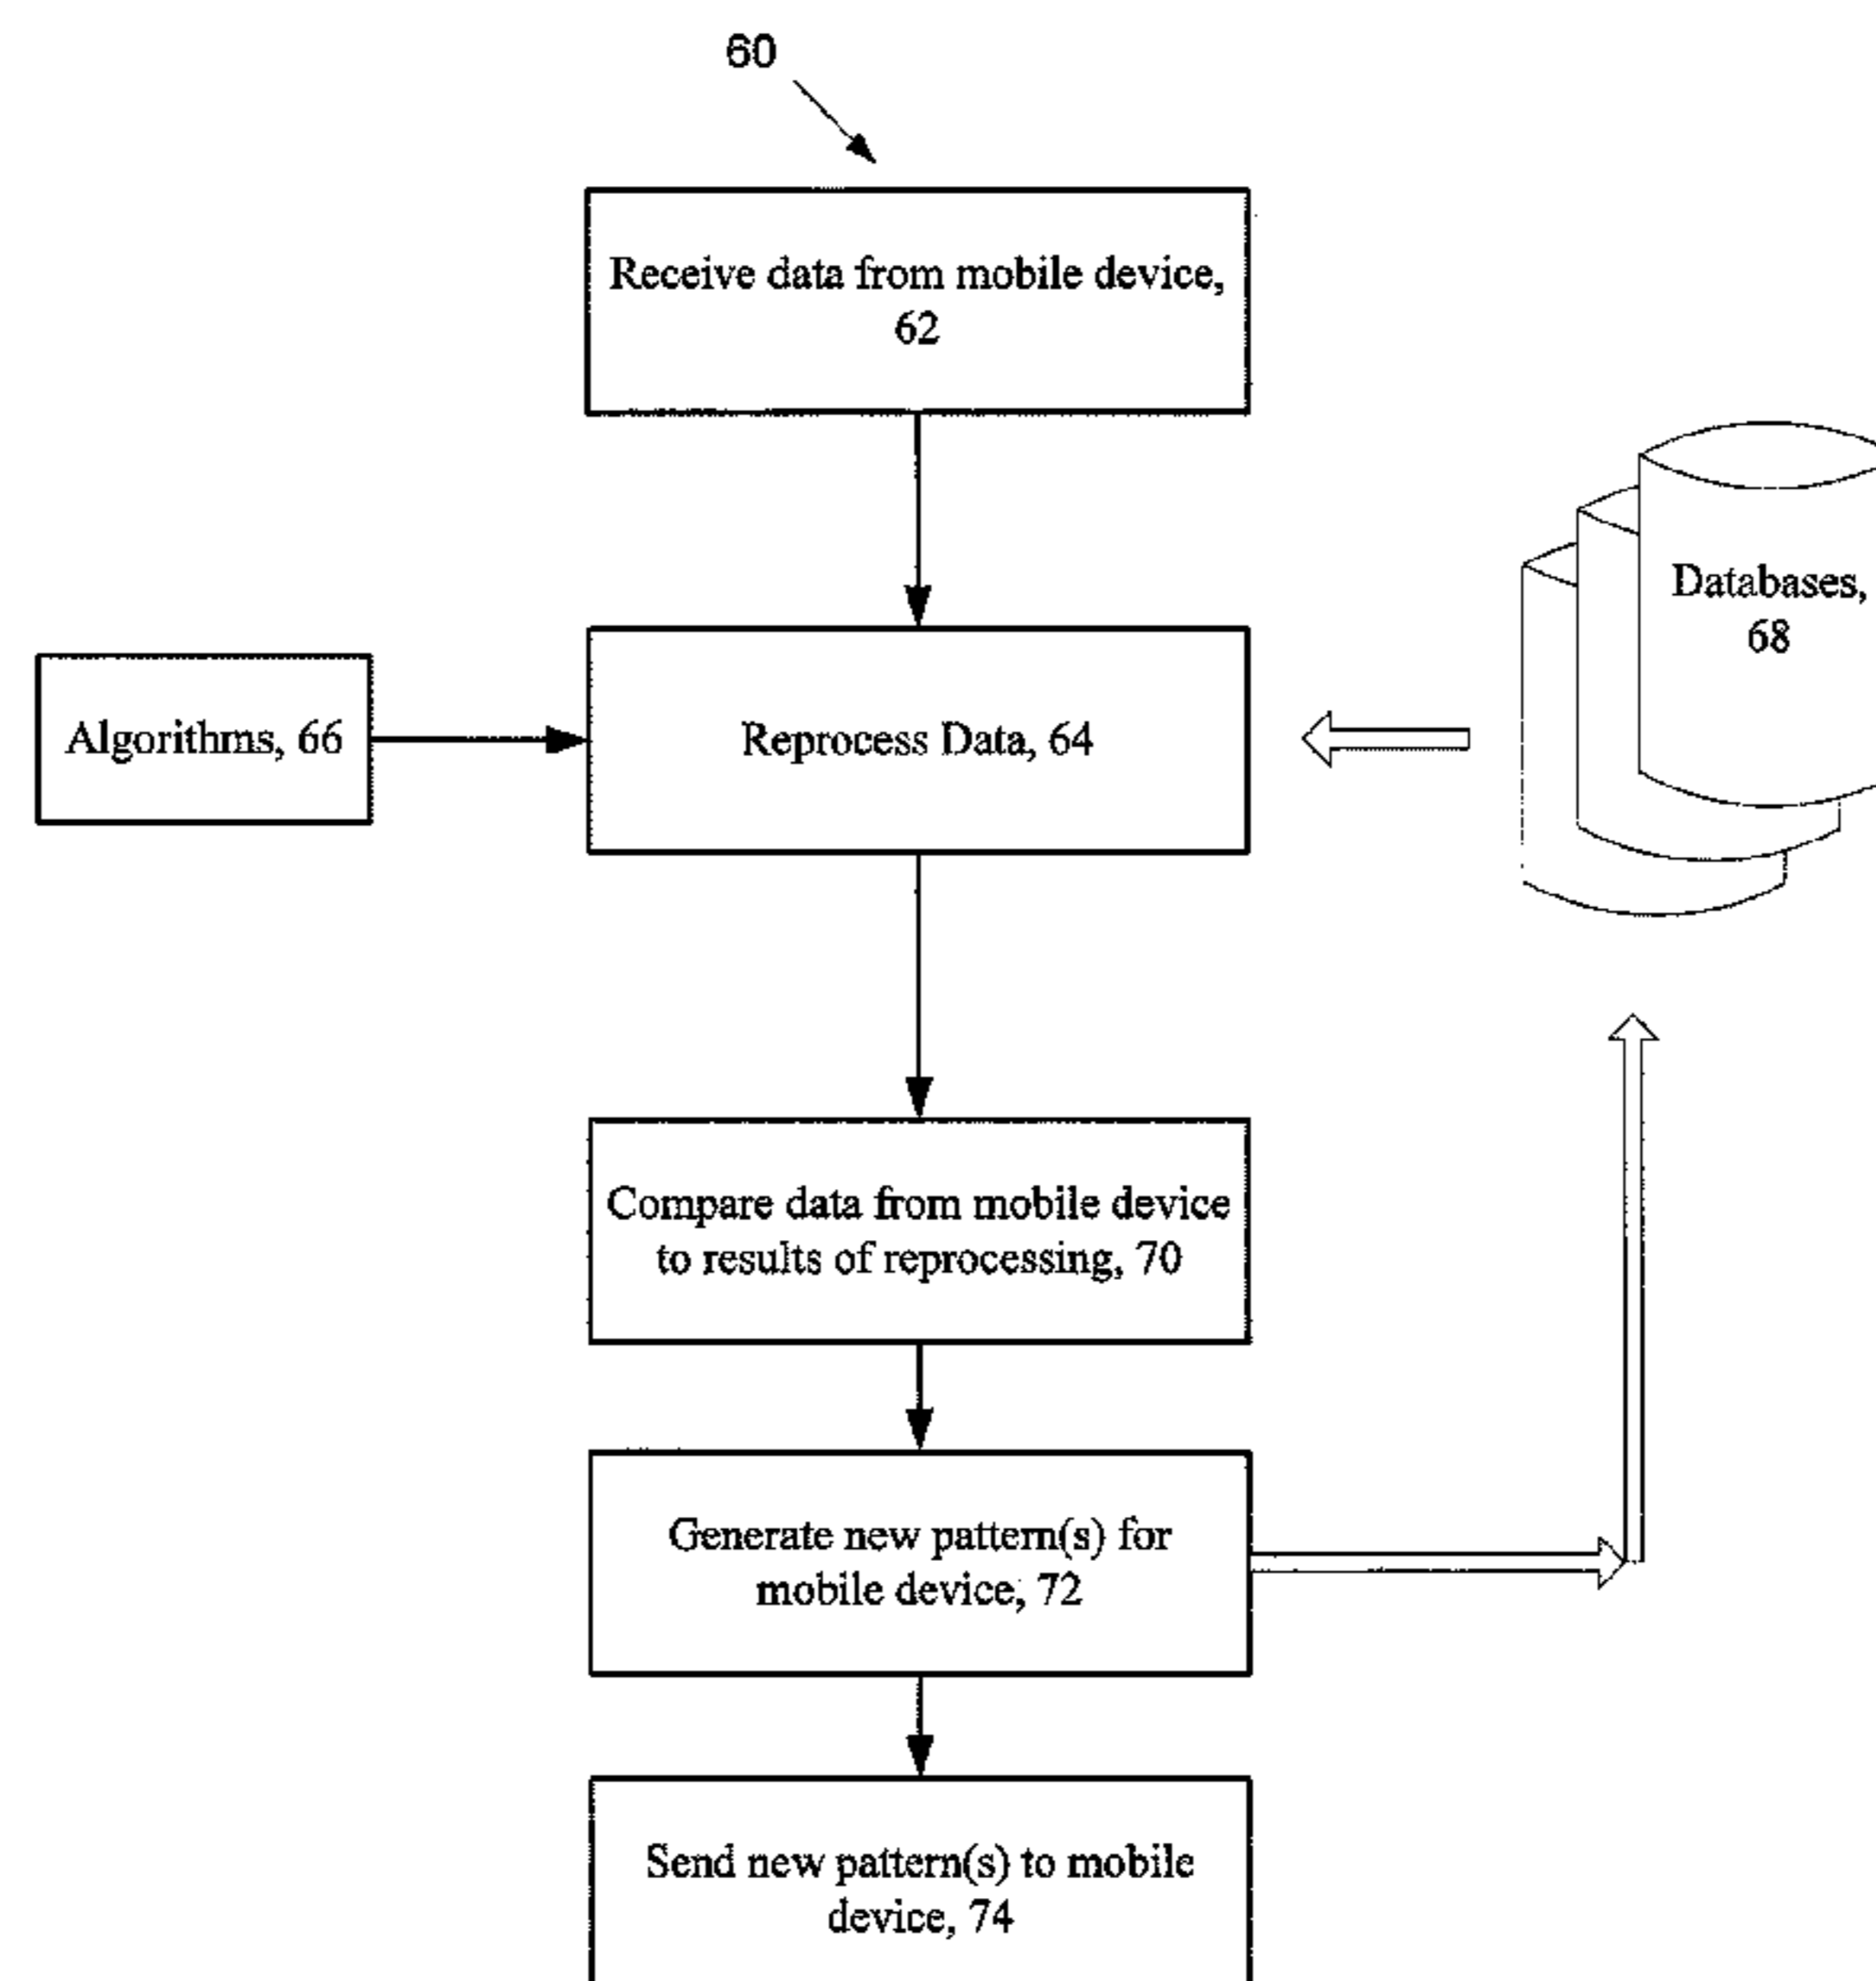 60
Receive data from mobile device,
62
Databases,
68
Algorithms, 66
Reprocess Data, 64
Compare data from mobile device
to results of reprocessing, 70
Generate new pattern(s) for
mobile device, 72
Send new pattern(s) to mobile
device, 74